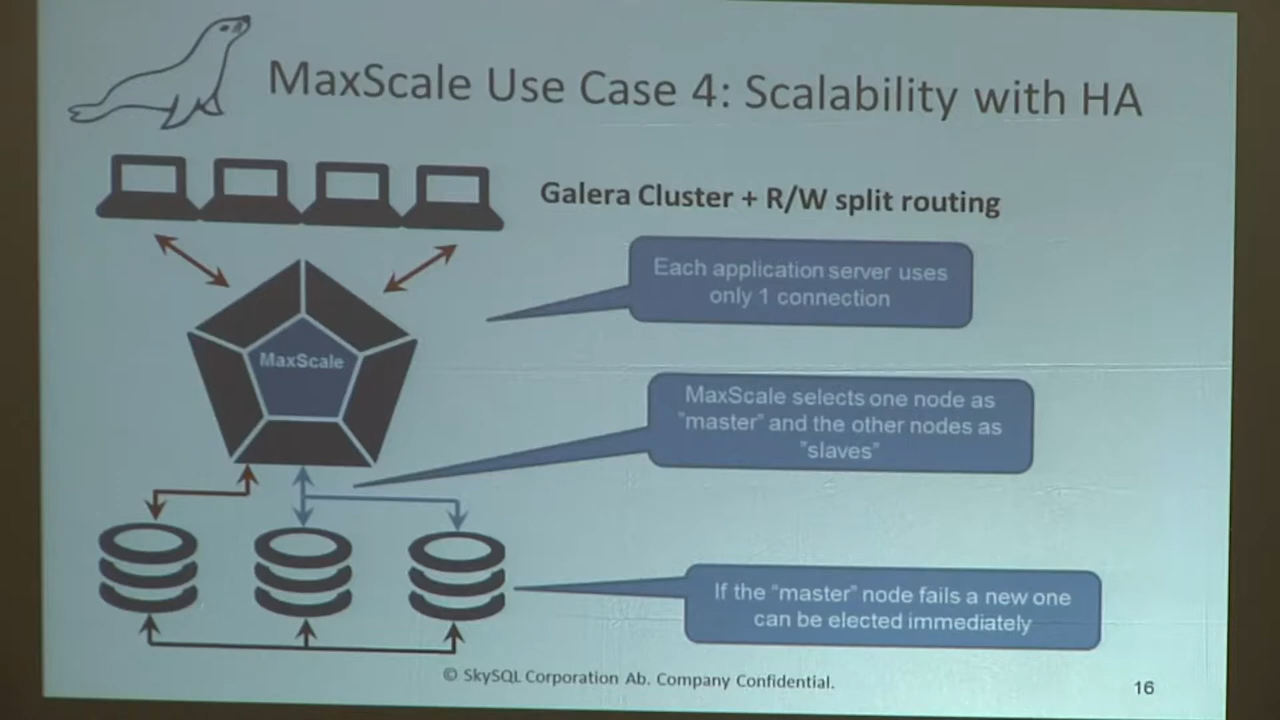 MaxScale Use Case 4: Scalability with HA
Galera Cluster + R/W split routing
Each application server uses
only 1 connection
MaxScale
MaxScale selects one node as
"master" and the other nodes as
"slaves"
If the "master" node fails a new one
can be elected immediately
© SkySQL Corporation Ab. Company Confidential.
16